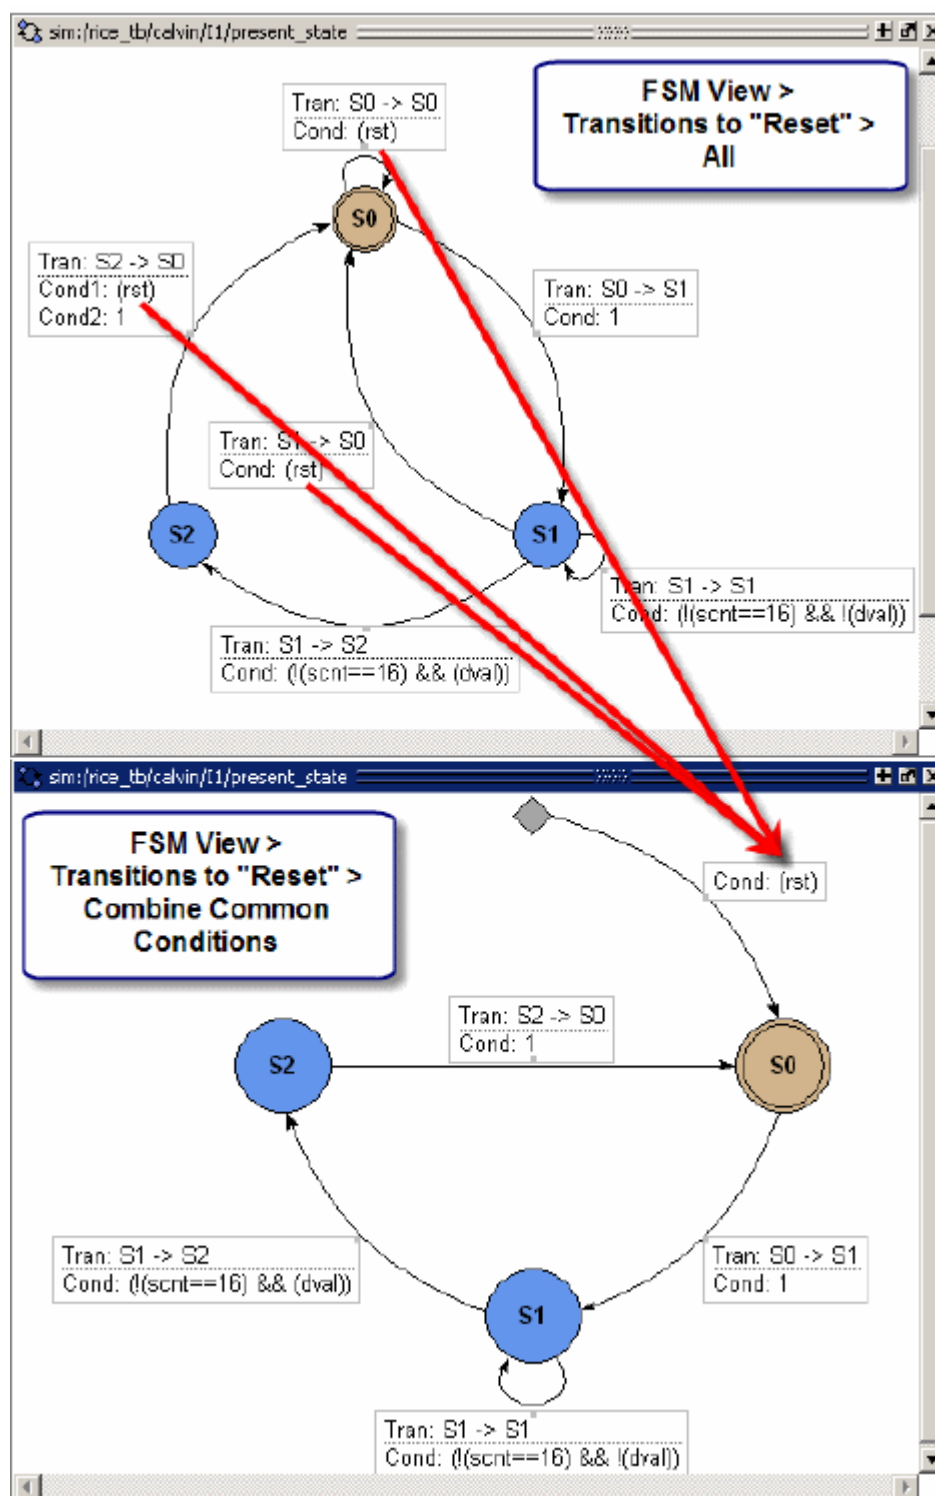 sim:/rice_tb/calvin/I1/present_state
Tran: S0 -> S0
Cond: (rst)
FSM View >
Transitions to "Reset" >
All
S0
Tran: S2 -> S0
Cond1: (rst)
Cond2: 1
Tran: S0 -> S1
Cond: 1
Tran: S1 -> S0
Cond: (rst)
S2
S1
Tran: S1 -> S1
Cond: (!(scnt==16) && !(dval))
Tran: S1 -> S2
Cond: (!(scnt==16) && (dval))
sim:/rice_tb/calvin/I1/present_state
FSM View >
Transitions to "Reset" >
Combine Common
Conditions
Cond: (rst)
Tran: S2 -> S0
Cond: 1
S2
S0
Tran: S1 -> S2
Cond: (!(scnt==16) && (dval))
Tran: S0 -> S1
Cond: 1
S1
Tran: S1 -> S1
Cond: (!(scnt==16) && !(dval))